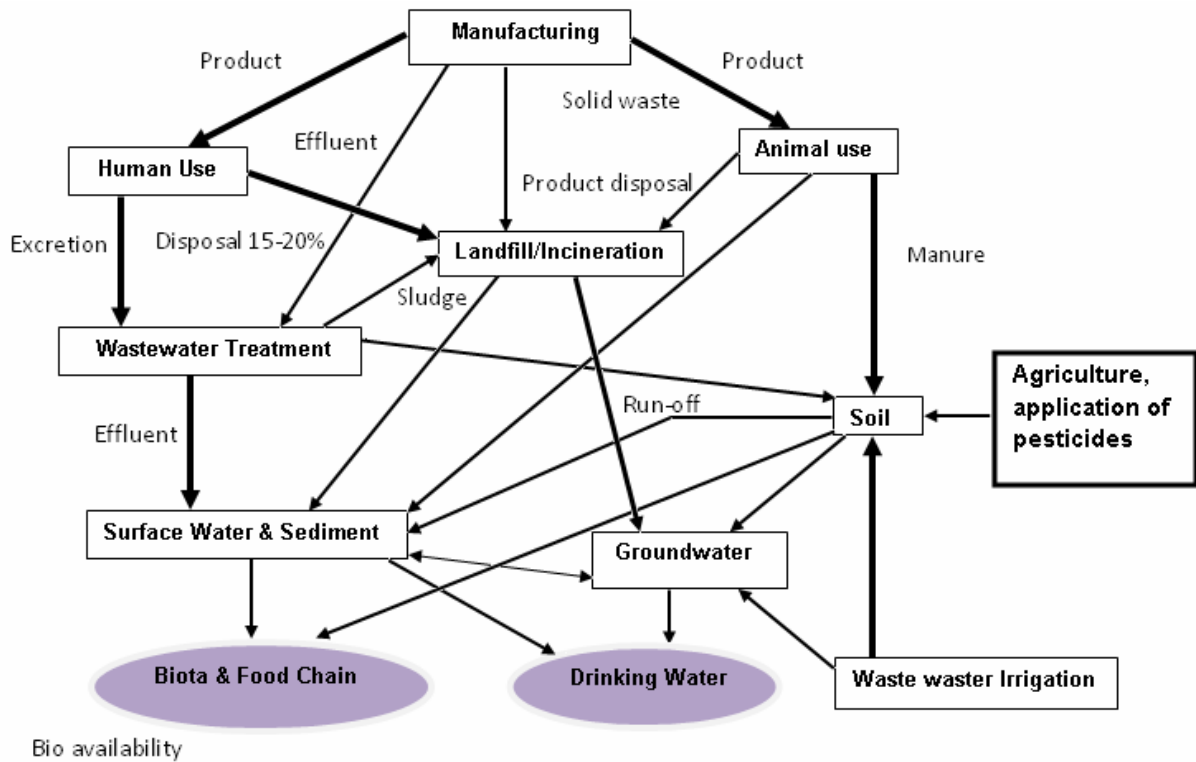 Manufacturing
Product
Product
Solid waste
Effluent
Human Use
Animal use
Product disposal
Excretion
Disposal 15-20%
Landfill/Incineration
Manure
Sludge
Wastewater Treatment
Agriculture,
application of
pesticides
Run-off
Soil
Effluent
Surface Water & Sediment
Groundwater
Biota & Food Chain
Drinking Water
Waste waster Irrigation
Bio availability